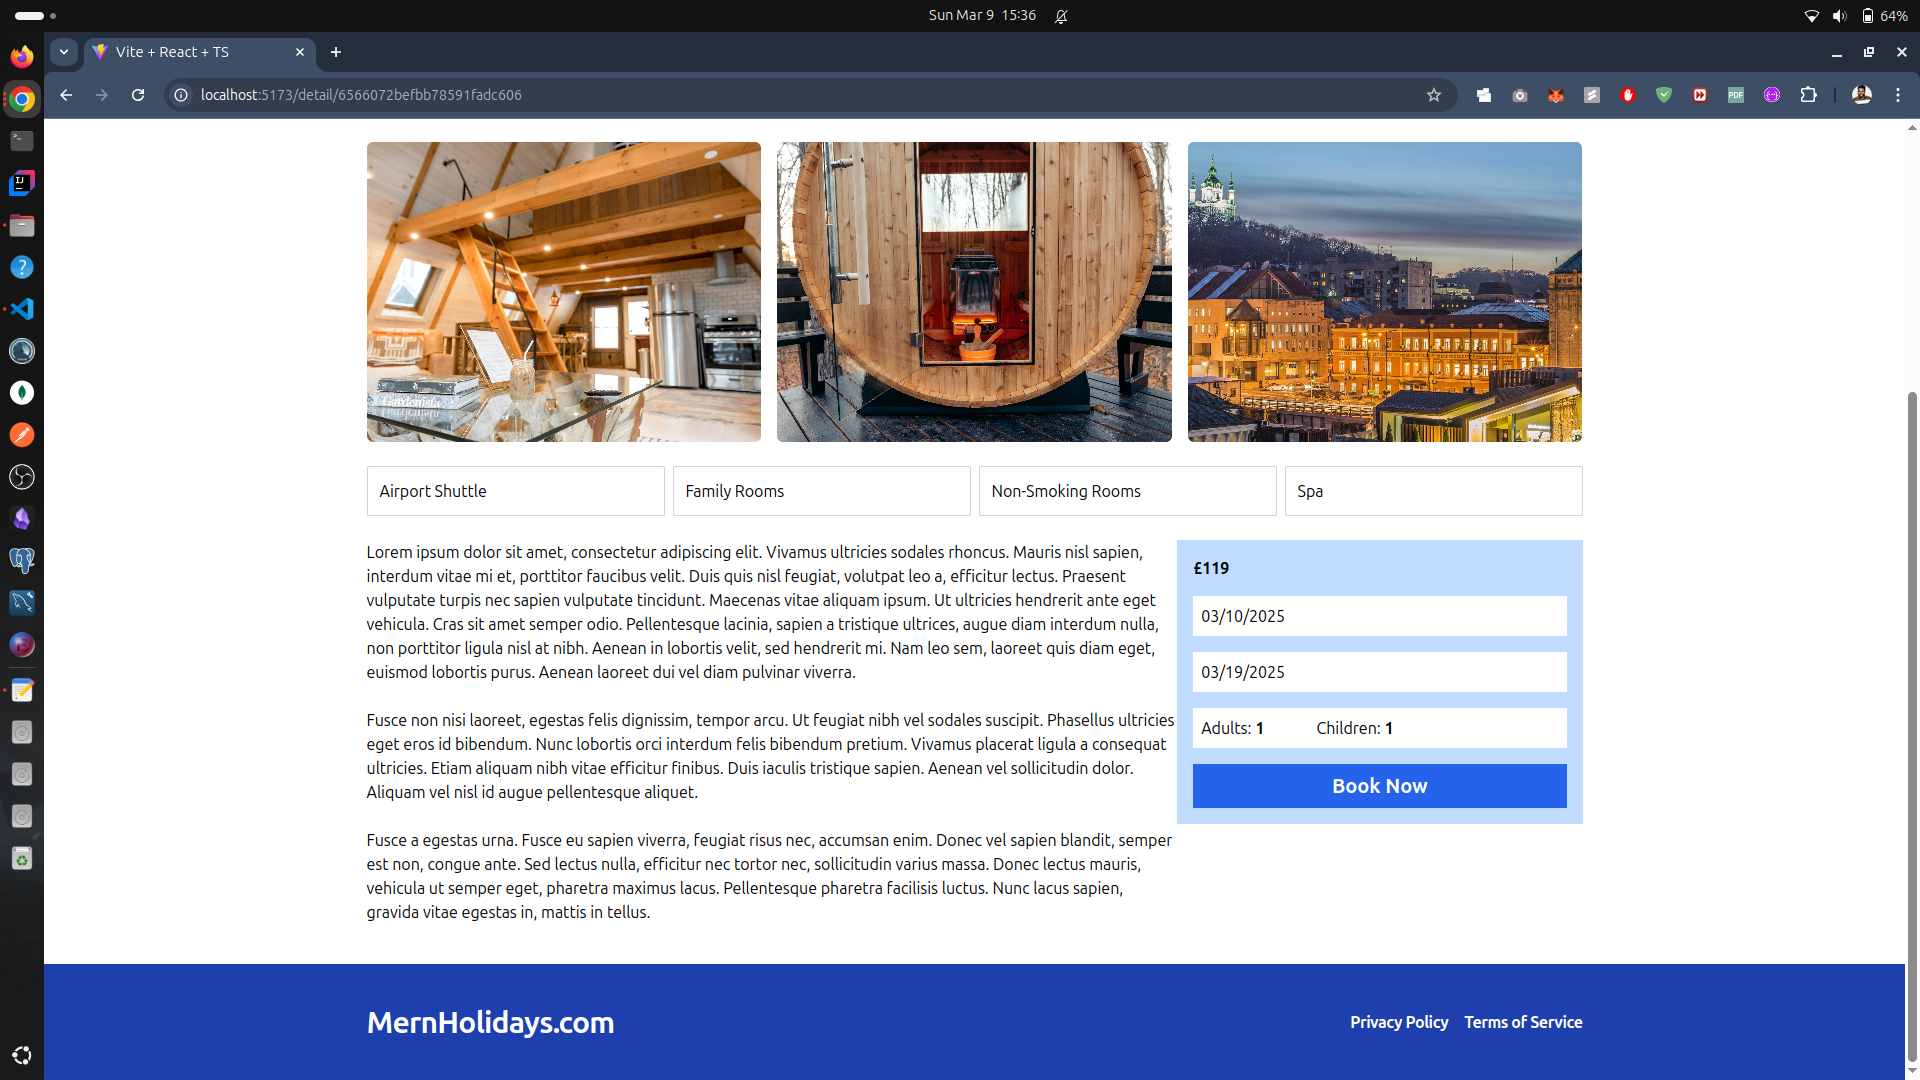 Sun Mar 9 15:36
64%
Vite + React + TS
localhost:5173/detail/6566072befbb78591fadc606
PDF
Airport Shuttle
Family Rooms
Non-Smoking Rooms
Spa
Lorem ipsum dolor sit amet, consectetur adipiscing elit. Vivamus ultricies sodales rhoncus. Mauris nisl sapien,
interdum vitae mi et, porttitor faucibus velit. Duis quis nisl feugiat, volutpat leo a, efficitur lectus. Praesent
vulputate turpis nec sapien vulputate tincidunt. Maecenas vitae aliquam ipsum. Ut ultricies hendrerit ante eget
vehicula. Cras sit amet semper odio. Pellentesque lacinia, sapien a tristique ultrices, augue diam interdum nulla,
non porttitor ligula nisl at nibh. Aenean in lobortis velit, sed hendrerit mi. Nam leo sem, laoreet quis diam eget,
euismod lobortis purus. Aenean laoreet dui vel diam pulvinar viverra.
Fusce non nisi laoreet, egestas felis dignissim, tempor arcu. Ut feugiat nibh vel sodales suscipit. Phasellus ultricies
eget eros id bibendum. Nunc lobortis orci interdum felis bibendum pretium. Vivamus placerat ligula a consequat
ultricies. Etiam aliquam nibh vitae efficitur finibus. Duis iaculis tristique sapien. Aenean vel sollicitudin dolor.
Aliquam vel nisl id augue pellentesque aliquet.
Fusce a egestas urna. Fusce eu sapien viverra, feugiat risus nec, accumsan enim. Donec vel sapien blandit, semper
est non, congue ante. Sed lectus nulla, efficitur nec tortor nec, sollicitudin varius massa. Donec lectus mauris,
vehicula ut semper eget, pharetra maximus lacus. Pellentesque pharetra facilisis luctus. Nunc lacus sapien,
gravida vitae egestas in, mattis in tellus.
£119
03/10/2025
03/19/2025
Adults: 1 Children: 1
Book Now
MernHolidays.com
Privacy Policy Terms of Service